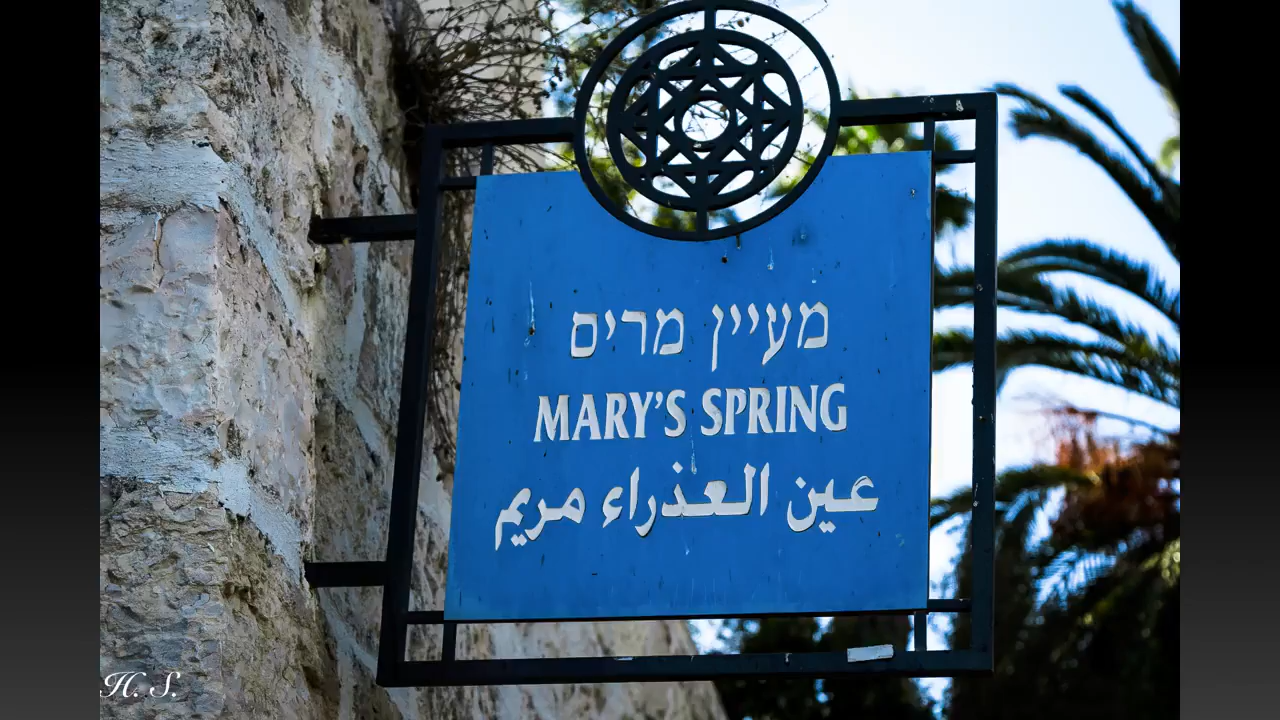 מעיין מרים
MARY'S SPRING
عين العذراء مريم
H. S.